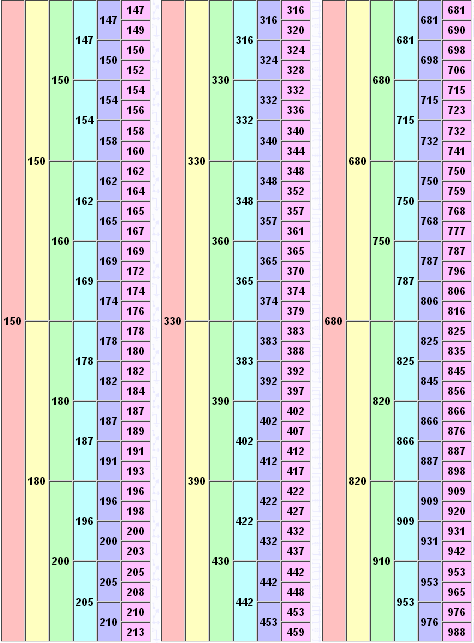 147 316 681
147 316 681
149 320 690
147 316 681
150 324 698
150 324 698
152 328 706
150 330 680
154 332 715
154 332 715
156 336 723
154 332 715
158 340 732
158 340 732
160 344 741
150 330 680
162 348 750
162 348 750
164 352 759
162 348 750
165 357 768
165 357 768
167 361 777
160 360 750
169 365 787
169 365 787
172 370 796
169 365 787
174 374 806
174 374 806
176 379 816
150 330 680
178 383 825
178 383 825
180 388 835
178 383 825
182 392 845
182 392 845
184 397 856
180 390 820
187 402 866
187 402 866
189 407 876
187 402 866
191 412 887
191 412 887
193 417 898
180 390 820
196 422 909
196 422 909
198 427 920
196 422 909
200 432 931
200 432 931
203 437 942
200 430 910
205 442 953
205 442 953
208 448 965
205 442 953
210 453 976
210 453 976
213 459 988